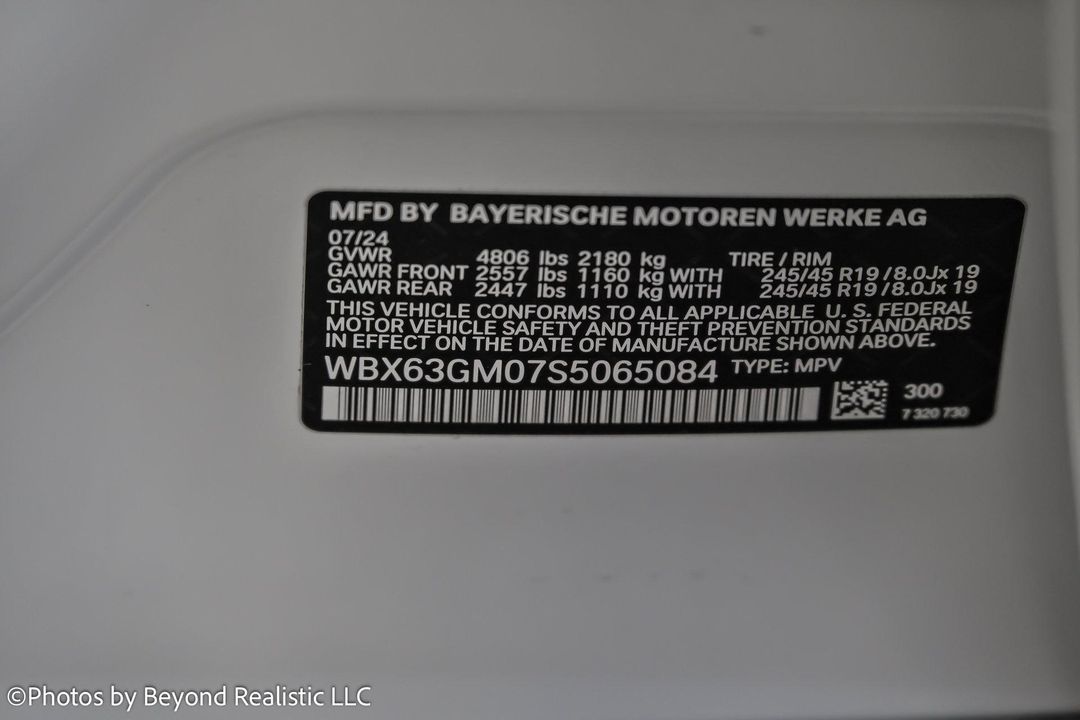 MFD BY BAYERISCHE MOTOREN WERKE AG
07/24
GVWR 4806 lbs 2180 kg TIRE / RIM
GAWR FRONT 2557 lbs 1160 kg WITH 245/45 R19 /8.0Jx 19
GAWR REAR 2447 lbs 1110 kg WITH 245/45 R19 /8.0Jx 19
THIS VEHICLE CONFORMS TO ALL APPLICABLE U. S. FEDERAL
MOTOR VEHICLE SAFETY AND THEFT PREVENTION STANDARDS
IN EFFECT ON THE DATE OF MANUFACTURE SHOWN ABOVE.
WBX63GM07S5065084 TYPE: MPV
300
7 320 730
©Photos by Beyond Realistic LLC